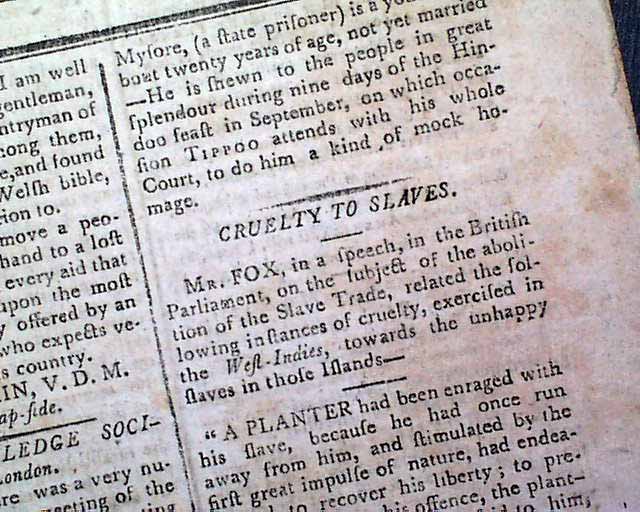 I am well
gentleman,
ntryman of
ong them,
e, and found
Welſh bible,
ion to.
move a peo-
hand to a loſt
every aid that
upon the moſt
y offered by an
who expects ve-
s country.
IN, V. D. M.
ap-ſide.
LEDGE SOCI-
London.
re was a very nu-
eeting of the
Myſore, (a ſtate priſoner) is a
bout twenty years of age, not yet married
—He is ſhewn to the people in great
ſplendour during nine days of the Hin-
doo feaſt in September, on which occa-
ſion TIPPOO attends with his whole
Court, to do him a kind of mock ho-
mage.
CRUELTY TO SLAVES.
MR. FOX, in a ſpeech, in the Britiſh
Parliament, on the ſubject of the aboli-
tion of the Slave Trade, related the fol-
lowing inſtances of cruelty, exerciſed in
the Weſt-Indies, towards the unhappy
ſlaves in thoſe Iſlands—
"A PLANTER had been enraged with
his ſlave, becauſe he had once run
away from him, and ſtimulated by the
firſt great impulſe of nature, had endea-
to recover his liberty; to pre-
his offence, the plant-
to him,